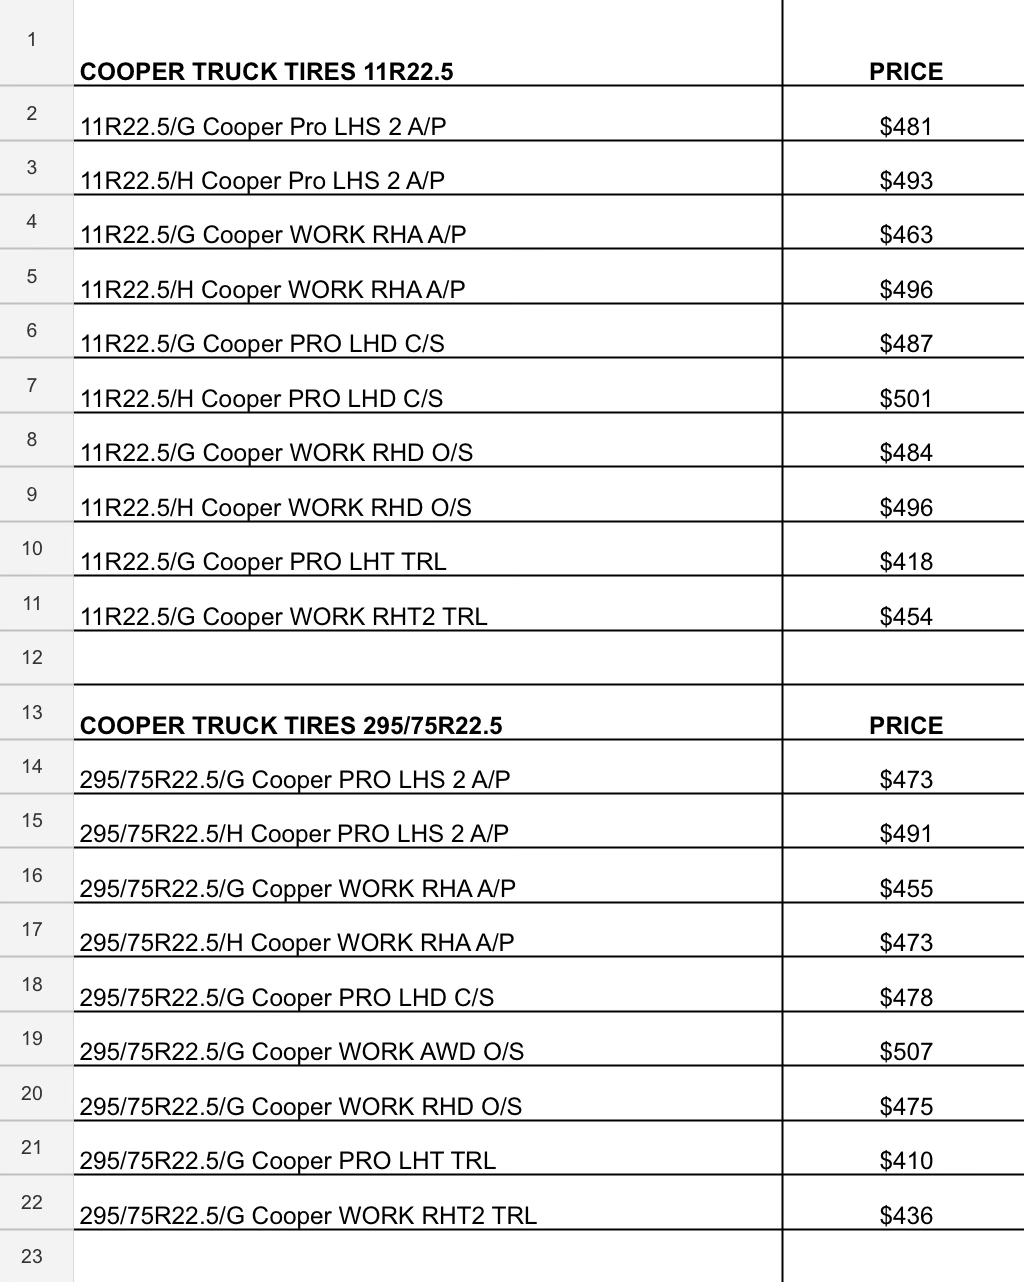 1
COOPER TRUCK TIRES 11R22.5 PRICE
2 11R22.5/G Cooper Pro LHS 2 A/P $481
3 11R22.5/H Cooper Pro LHS 2 A/P $493
4 11R22.5/G Cooper WORK RHA A/P $463
5 11R22.5/H Cooper WORK RHA A/P $496
6 11R22.5/G Cooper PRO LHD C/S $487
7 11R22.5/H Cooper PRO LHD C/S $501
8 11R22.5/G Cooper WORK RHD O/S $484
9 11R22.5/H Cooper WORK RHD O/S $496
10 11R22.5/G Cooper PRO LHT TRL $418
11 11R22.5/G Cooper WORK RHT2 TRL $454
12
13 COOPER TRUCK TIRES 295/75R22.5 PRICE
14 295/75R22.5/G Cooper PRO LHS 2 A/P $473
15 295/75R22.5/H Cooper PRO LHS 2 A/P $491
16 295/75R22.5/G Copper WORK RHA A/P $455
17 295/75R22.5/H Cooper WORK RHA A/P $473
18 295/75R22.5/G Cooper PRO LHD C/S $478
19 295/75R22.5/G Cooper WORK AWD O/S $507
20 295/75R22.5/G Cooper WORK RHD O/S $475
21 295/75R22.5/G Cooper PRO LHT TRL $410
22 295/75R22.5/G Cooper WORK RHT2 TRL $436
23